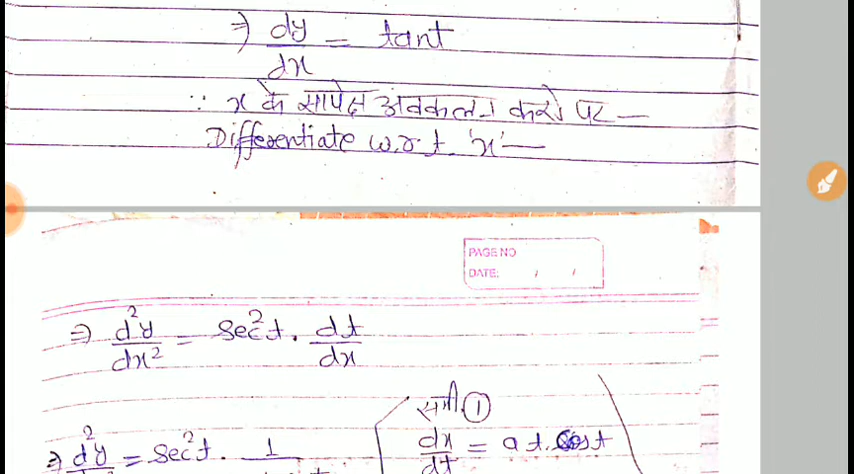 ⇒ dy/dx = tant
∵ x के सापेक्ष अवकलन करने पर —
Differentiate w.r.t. 'x' —
PAGE NO
DATE: / /
⇒ d²y/dx² = sec²t . dt/dx
समी. ①
dx/dt = at.cost
⇒ d²y = sec²t . 1